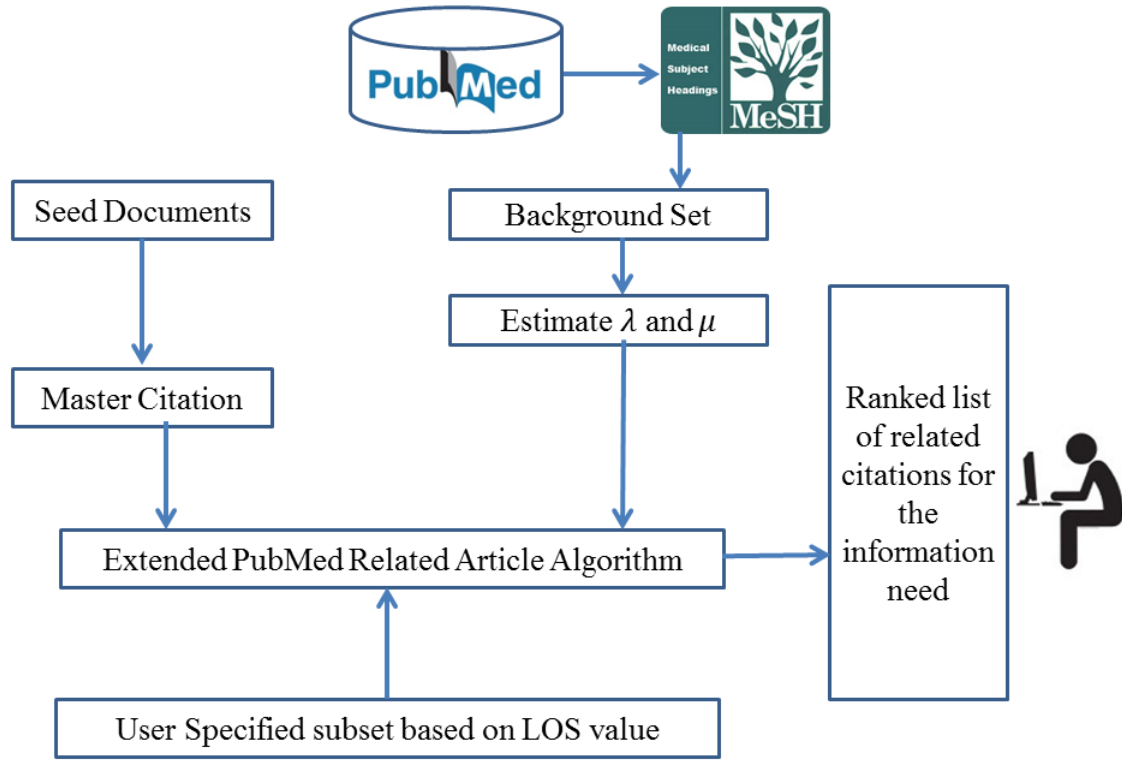 PubMed
Medical
Subject
Headings
MeSH
Seed Documents
Background Set
Estimate λ and μ
Master Citation
Ranked list
of related
citations for
the
information
need
Extended PubMed Related Article Algorithm
User Specified subset based on LOS value